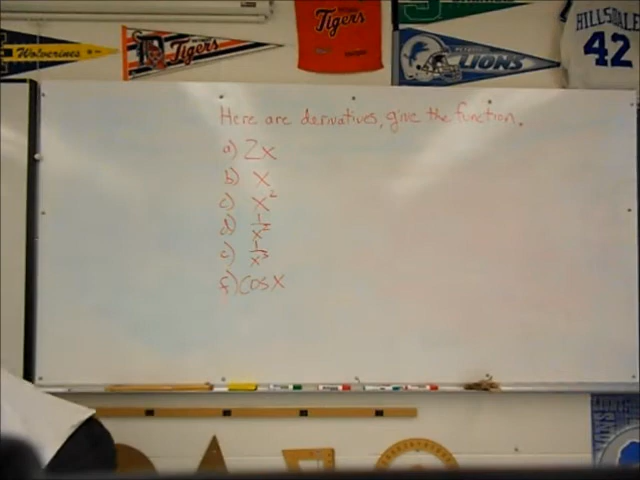 Wolverines
Tigers
Tigers
LIONS
HILLSDALE
42
Here are derivatives, give the function.
a) 2x
b) x
c) x²
d) 1/x²
e) 1/x³
f) cos x